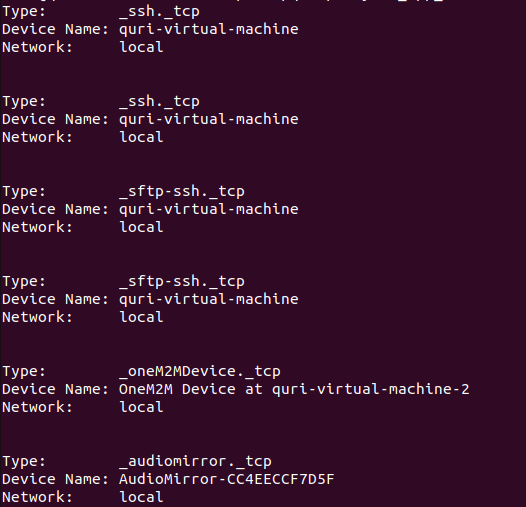 Type: _ssh._tcp
Device Name: quri-virtual-machine
Network: local
Type: _ssh._tcp
Device Name: quri-virtual-machine
Network: local
Type: _sftp-ssh._tcp
Device Name: quri-virtual-machine
Network: local
Type: _sftp-ssh._tcp
Device Name: quri-virtual-machine
Network: local
Type: _oneM2MDevice._tcp
Device Name: OneM2M Device at quri-virtual-machine-2
Network: local
Type: _audiomirror._tcp
Device Name: AudioMirror-CC4EECCF7D5F
Network: local